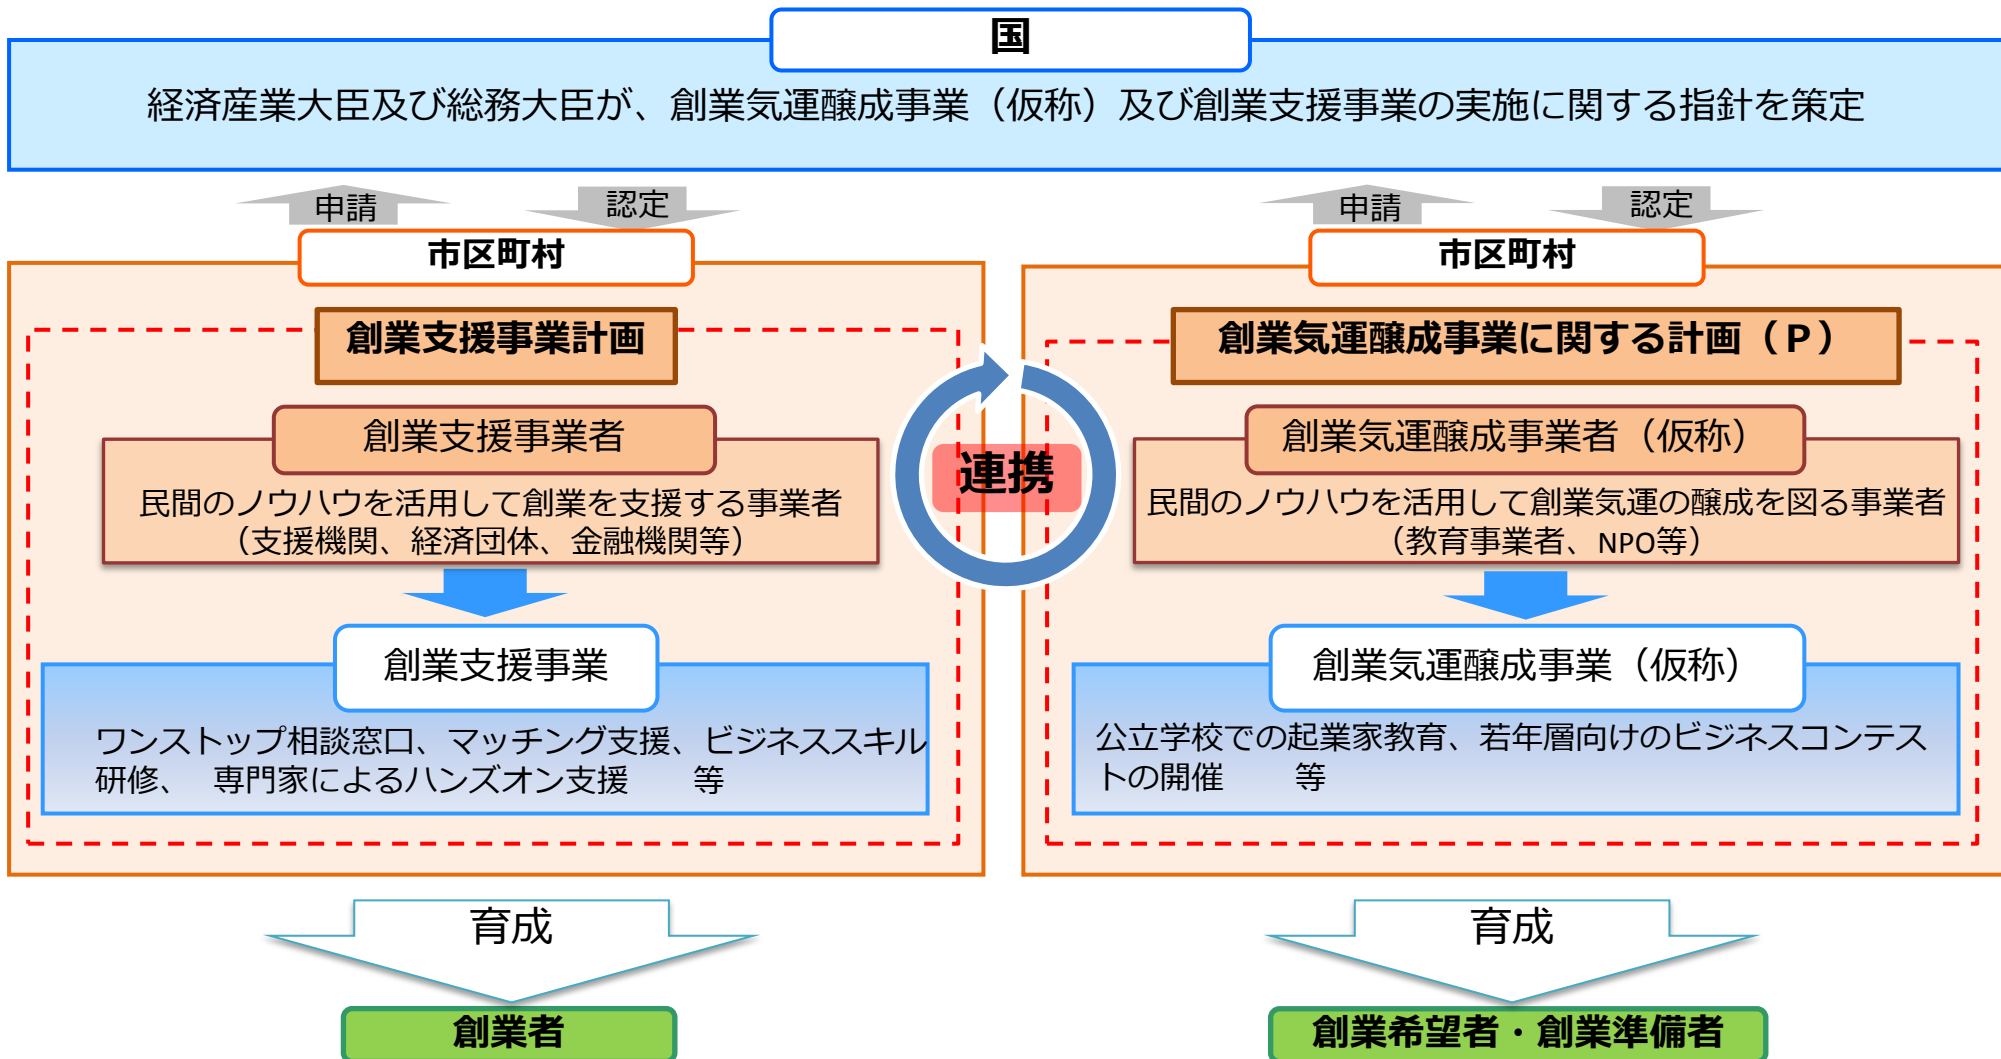 国
経済産業大臣及び総務大臣が、創業気運醸成事業（仮称）及び創業支援事業の実施に関する指針を策定
申請
認定
申請
認定
市区町村
創業支援事業計画
創業支援事業者
民間のノウハウを活用して創業を支援する事業者
（支援機関、経済団体、金融機関等）
創業支援事業
ワンストップ相談窓口、マッチング支援、ビジネススキル
研修、 専門家によるハンズオン支援 等
連携
市区町村
創業気運醸成事業に関する計画（Ｐ）
創業気運醸成事業者（仮称）
民間のノウハウを活用して創業気運の醸成を図る事業者
（教育事業者、NPO等）
創業気運醸成事業（仮称）
公立学校での起業家教育、若年層向けのビジネスコンテス
トの開催 等
育成
創業者
育成
創業希望者・創業準備者